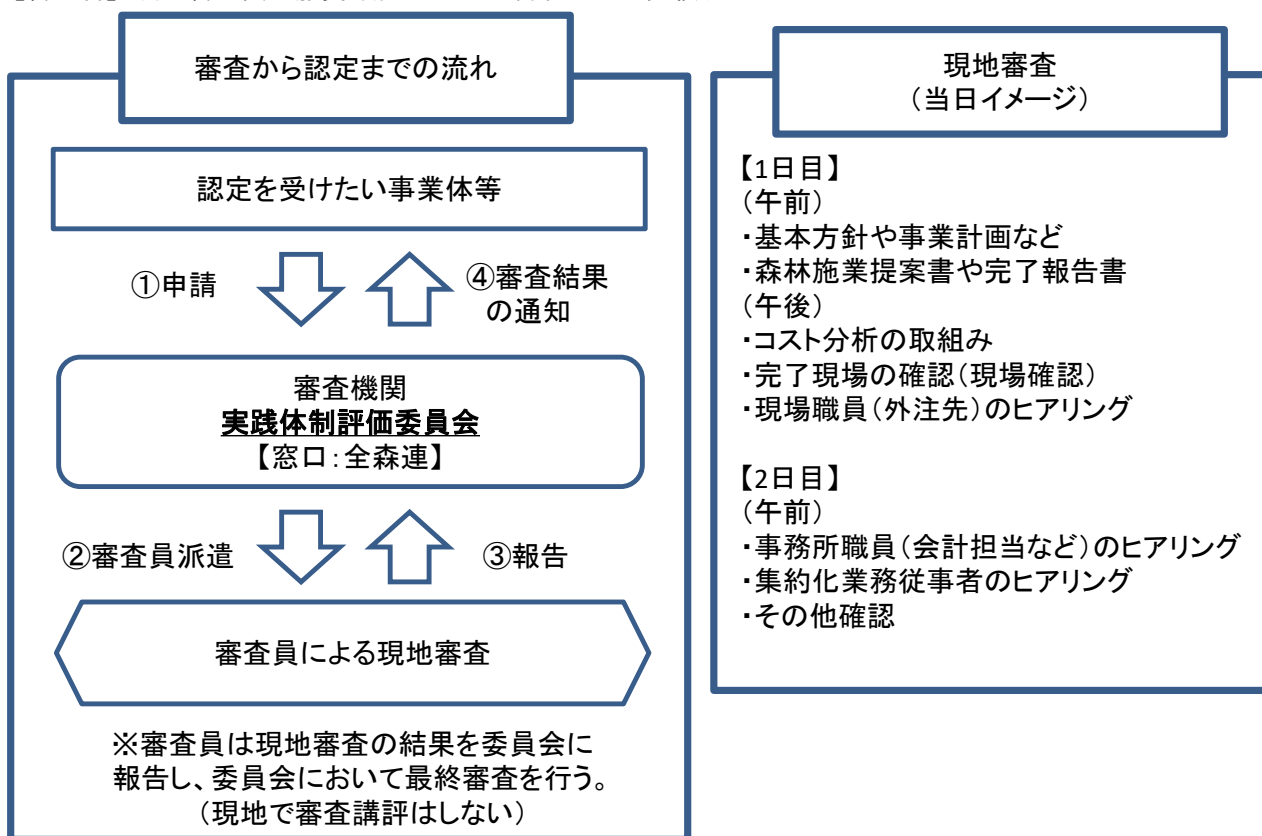 審査から認定までの流れ
認定を受けたい事業体等
①申請
④審査結果
の通知
審査機関
実践体制評価委員会
【窓口:全森連】
②審査員派遣
③報告
審査員による現地審査
※審査員は現地審査の結果を委員会に
報告し、委員会において最終審査を行う。
(現地で審査講評はしない)
現地審査
(当日イメージ)
【1日目】
(午前)
・基本方針や事業計画など
・森林施業提案書や完了報告書
(午後)
・コスト分析の取組み
・完了現場の確認(現場確認)
・現場職員(外注先)のヒアリング
【2日目】
(午前)
・事務所職員(会計担当など)のヒアリング
・集約化業務従事者のヒアリング
・その他確認